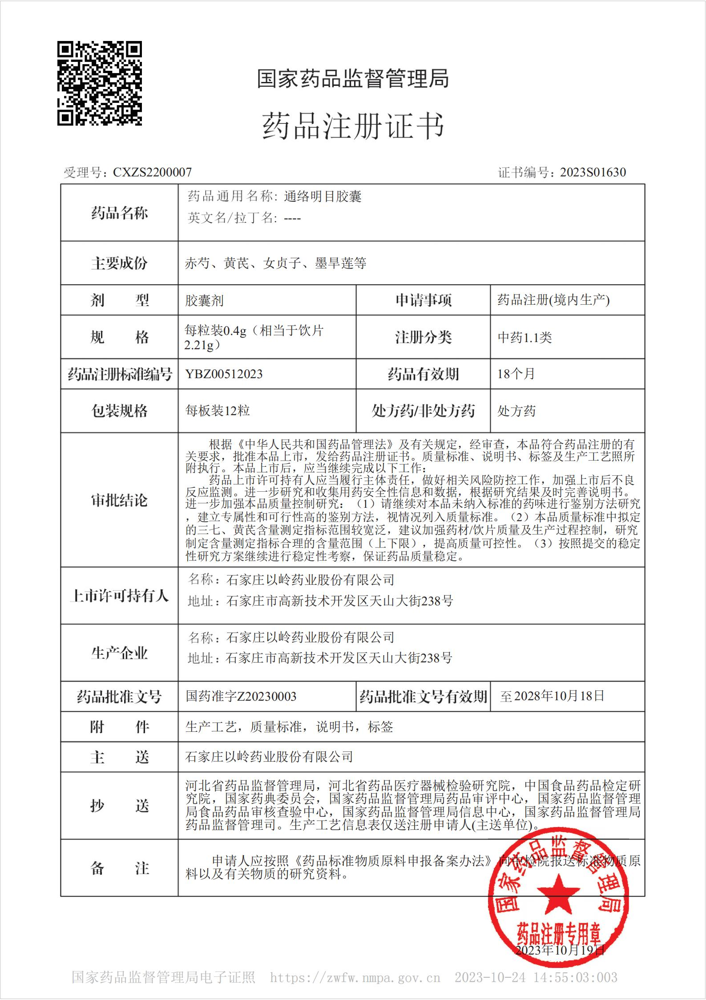 国家药品监督管理局
药品注册证书
受理号：CXZS2200007
证书编号：2023S01630
药品名称
药品通用名称：通络明目胶囊
英文名/拉丁名：----
主要成份
赤芍、黄芪、女贞子、墨旱莲等
剂 型
胶囊剂
申请事项
药品注册(境内生产)
规 格
每粒装0.4g（相当于饮片
2.21g）
注册分类
中药1.1类
药品注册标准编号
YBZ00512023
药品有效期
18个月
包装规格
每板装12粒
处方药/非处方药
处方药
审批结论
根据《中华人民共和国药品管理法》及有关规定，经审查，本品符合药品注册的有
关要求，批准本品上市，发给药品注册证书。质量标准、说明书、标签及生产工艺照所
附执行。本品上市后，应当继续完成以下工作：
药品上市许可持有人应当履行主体责任，做好相关风险防控工作，加强上市后不良
反应监测。进一步研究和收集用药安全性信息和数据，根据研究结果及时完善说明书。
进一步加强本品质量控制研究：（1）请继续对本品未纳入标准的药味进行鉴别方法研究
，建立专属性和可行性高的鉴别方法，视情况列入质量标准。（2）本品质量标准中拟定
的三七、黄芪含量测定指标范围较宽泛，建议加强药材/饮片质量及生产过程控制，研究
制定含量测定指标合理的含量范围（上下限），提高质量可控性。（3）按照提交的稳定
性研究方案继续进行稳定性考察，保证药品质量稳定。
上市许可持有人
名称：石家庄以岭药业股份有限公司
地址：石家庄市高新技术开发区天山大街238号
生产企业
名称：石家庄以岭药业股份有限公司
地址：石家庄市高新技术开发区天山大街238号
药品批准文号
国药准字Z20230003
药品批准文号有效期
至2028年10月18日
附 件
生产工艺，质量标准，说明书，标签
主 送
石家庄以岭药业股份有限公司
抄 送
河北省药品监督管理局，河北省药品医疗器械检验研究院，中国食品药品检定研
究院，国家药典委员会，国家药品监督管理局药品审评中心，国家药品监督管理
局食品药品审核查验中心，国家药品监督管理局信息中心，国家药品监督管理局
药品监督管理司。生产工艺信息表仅送注册申请人(主送单位)。
备 注
申请人应按照《药品标准物质原料申报备案办法》向中检院报送标准物质原
料以及有关物质的研究资料。
国家药品监督管理局
药品注册专用章
2023年10月19日
国家药品监督管理局电子证照 https://zwfw.nmpa.gov.cn 2023-10-24 14:55:03:003